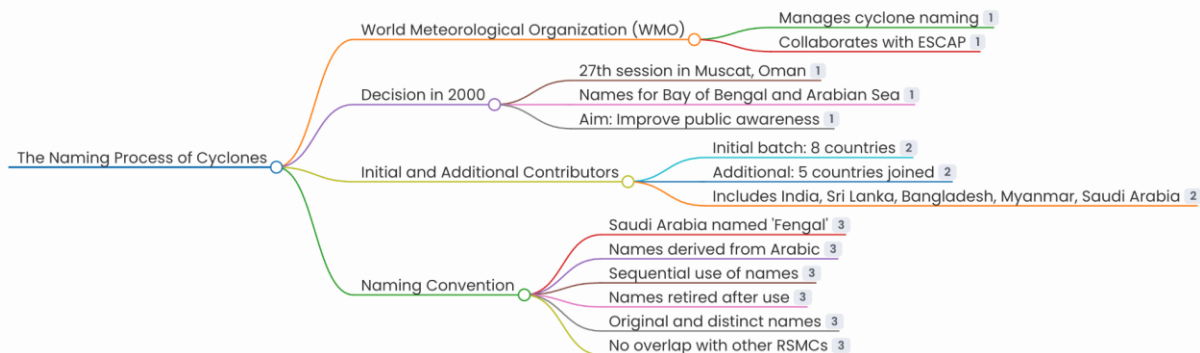 The Naming Process of Cyclones
World Meteorological Organization (WMO)
Manages cyclone naming 1
Collaborates with ESCAP 1
Decision in 2000
27th session in Muscat, Oman 1
Names for Bay of Bengal and Arabian Sea 1
Aim: Improve public awareness 1
Initial and Additional Contributors
Initial batch: 8 countries 2
Additional: 5 countries joined 2
Includes India, Sri Lanka, Bangladesh, Myanmar, Saudi Arabia 2
Naming Convention
Saudi Arabia named 'Fengal' 3
Names derived from Arabic 3
Sequential use of names 3
Names retired after use 3
Original and distinct names 3
No overlap with other RSMCs 3